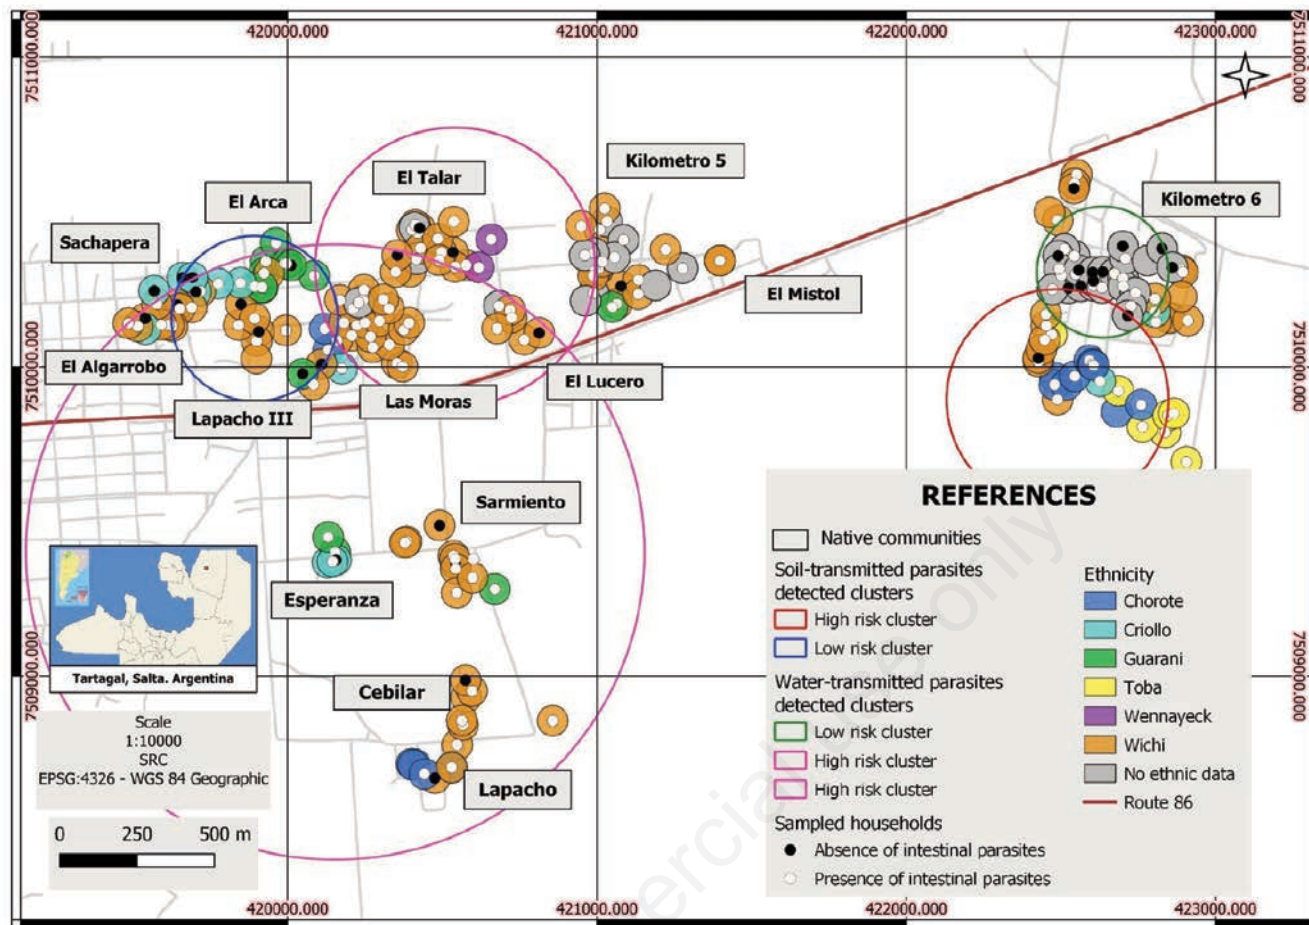 420000.000
421000.000
422000.000
423000.000
7511000.000
7511000.000
Kilometro 5
El Talar
El Arca
Kilometro 6
Sachapera
El Mistol
7510000.000
7510000.000
El Algarrobo
El Lucero
Las Moras
Lapacho III
Sarmiento
Esperanza
Tartagal, Salta. Argentina
7509000.000
7509000.000
Cebilar
Lapacho
Scale
1:10000
SRC
EPSG:4326 - WGS 84 Geographic
0 250 500 m
REFERENCES
Native communities
Soil-transmitted parasites
detected clusters
High risk cluster
Low risk cluster
Water-transmitted parasites
detected clusters
Low risk cluster
High risk cluster
High risk cluster
Sampled households
Absence of intestinal parasites
Presence of intestinal parasites
Ethnicity
Chorote
Criollo
Guarani
Toba
Wennayeck
Wichi
No ethnic data
Route 86
420000.000
421000.000
422000.000
423000.000
ercial use only